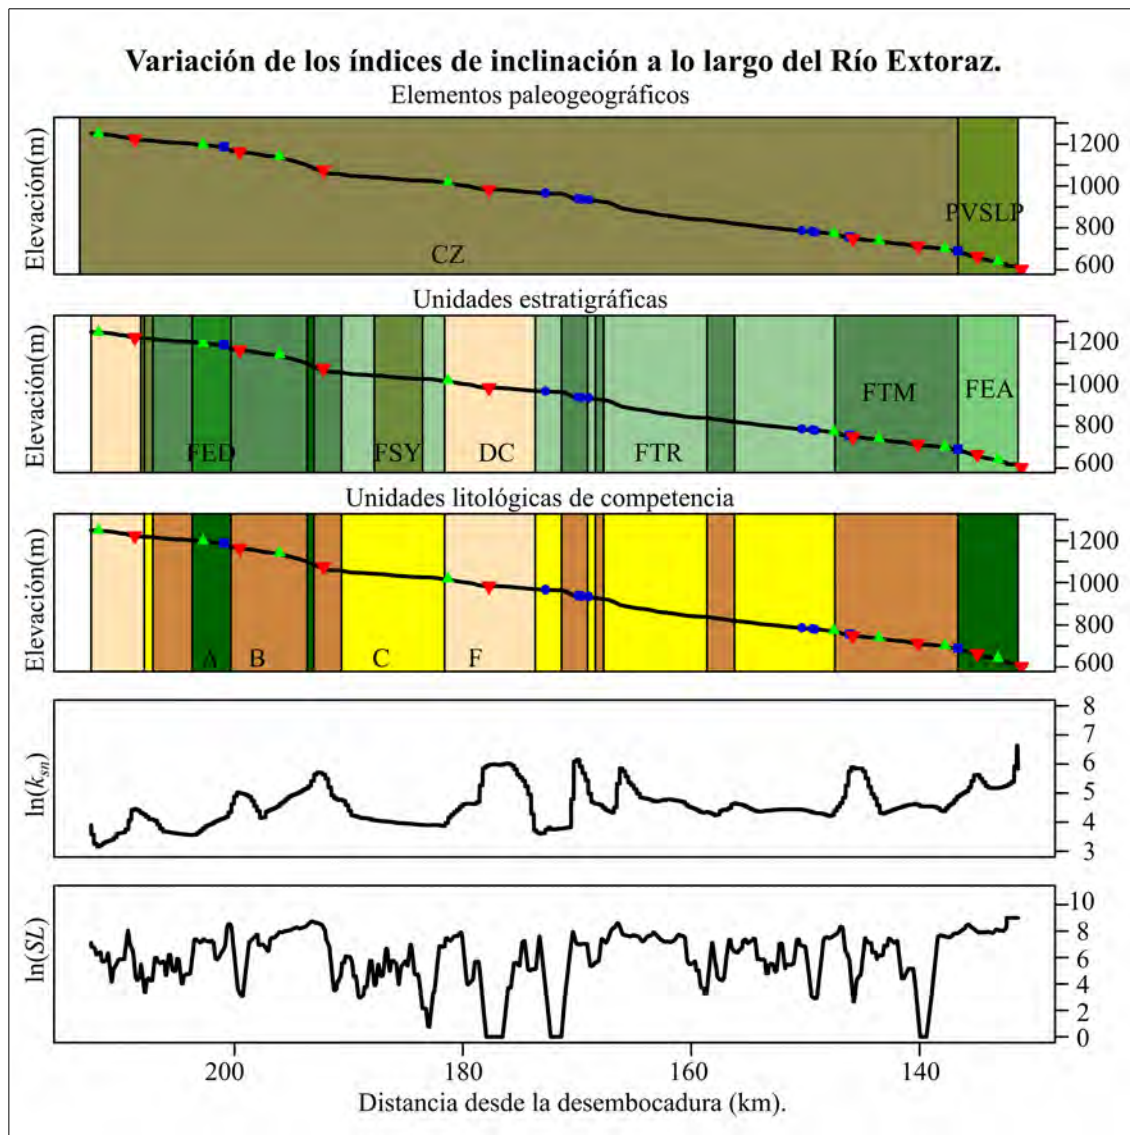 Variación de los índices de inclinación a lo largo del Río Extoraz.
Elementos paleogeográficos
Elevación(m)
1200
1000
800
600
CZ
PVSLP
Unidades estratigráficas
Elevación(m)
1200
1000
800
600
FED
FSY
DC
FTR
FTM
FEA
Unidades litológicas de competencia
Elevación(m)
1200
1000
800
600
A
B
C
F
ln(ksn)
8
7
6
5
4
3
ln(SL)
10
8
6
4
2
0
200
180
160
140
Distancia desde la desembocadura (km).